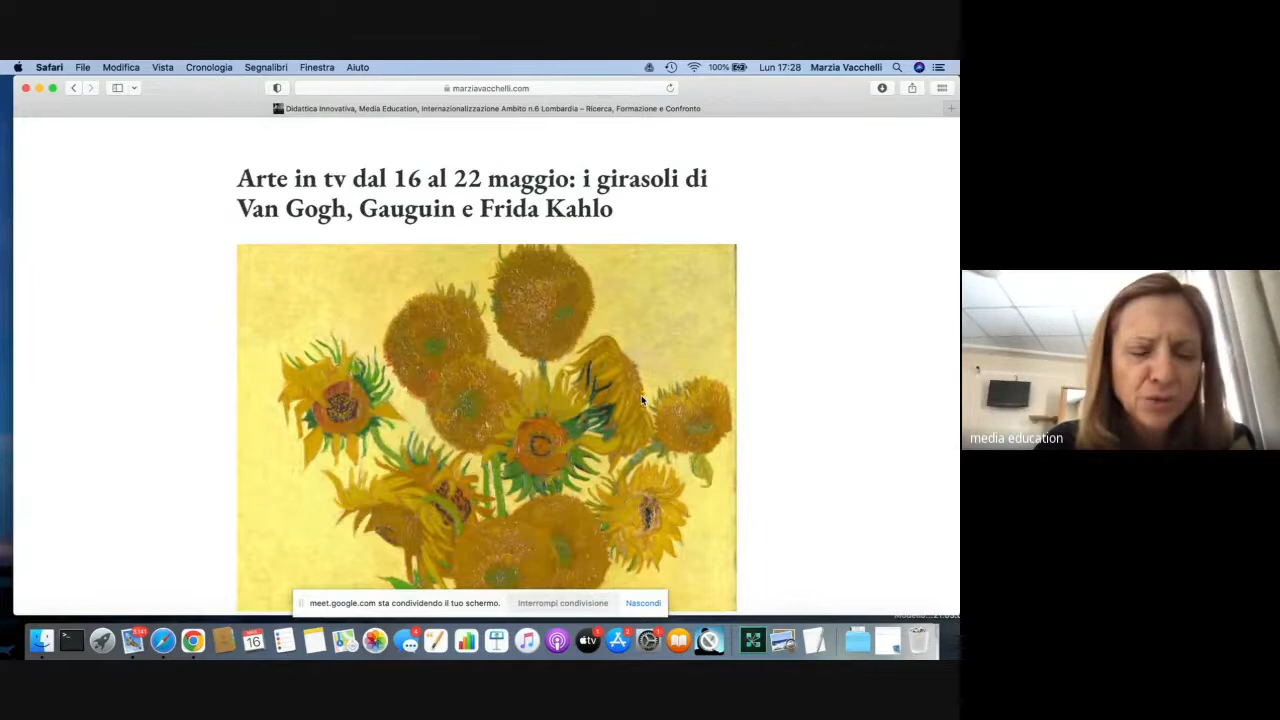 Safari File Modifica Vista Cronologia Segnalibri Finestra Aiuto 100% Lun 17:28 Marzia Vacchelli
marziavacchelli.com
Didattica Innovativa, Media Education, Internazionalizzazione Ambito n.6 Lombardia – Ricerca, Formazione e Confronto
Arte in tv dal 16 al 22 maggio: i girasoli di
Van Gogh, Gauguin e Frida Kahlo
media education
meet.google.com sta condividendo il tuo schermo. Interrompi condivisione Nascondi
16
tv